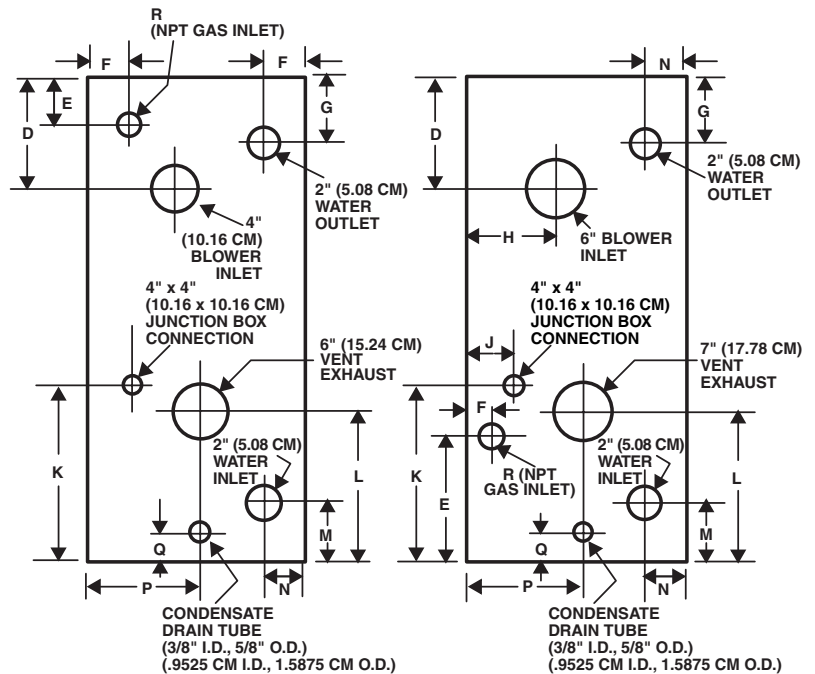 R
(NPT GAS INLET)
F
F
E
D
G
2" (5.08 CM)
WATER
OUTLET
4"
(10.16 CM)
BLOWER
INLET
4" x 4"
(10.16 x 10.16 CM)
JUNCTION BOX
CONNECTION
6" (15.24 CM)
VENT
EXHAUST
2" (5.08 CM)
WATER
INLET
K
L
M
Q
P
N
CONDENSATE
DRAIN TUBE
(3/8" I.D., 5/8" O.D.)
(.9525 CM I.D., 1.5875 CM O.D.)
N
D
G
2" (5.08 CM)
WATER
OUTLET
H
6" BLOWER
INLET
4" x 4"
(10.16 x 10.16 CM)
JUNCTION BOX
CONNECTION
J
7" (17.78 CM)
VENT
EXHAUST
F
2" (5.08 CM)
WATER
INLET
R (NPT
GAS INLET)
K
E
L
M
Q
P
N
CONDENSATE
DRAIN TUBE
(3/8" I.D., 5/8" O.D.)
(.9525 CM I.D., 1.5875 CM O.D.)